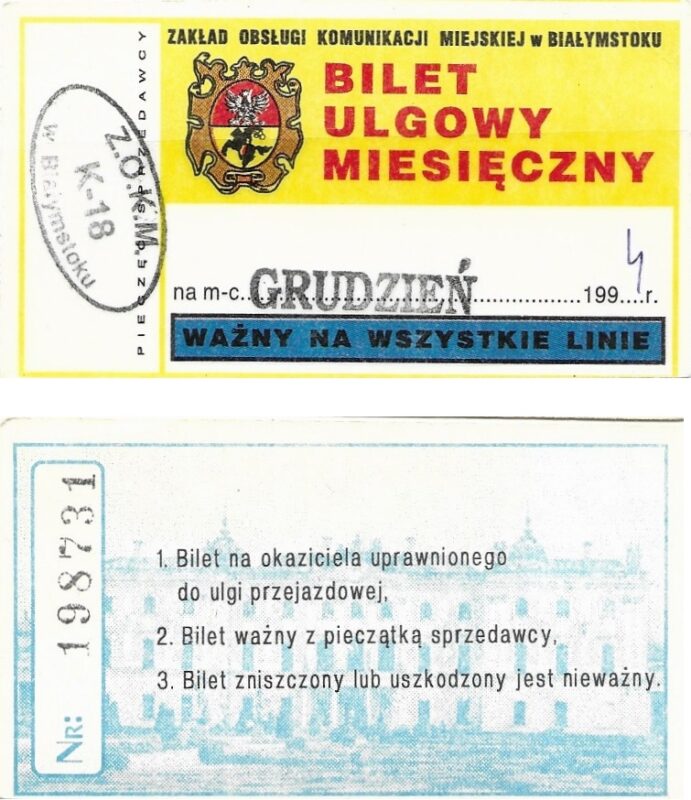 ZAKŁAD OBSŁUGI KOMUNIKACJI MIEJSKIEJ w BIAŁYMSTOKU
BILET
ULGOWY
MIESIĘCZNY
PIECZĘĆ SPRZEDAWCY
Z.O.K.M.
K-18
w Białymstoku
na m-c....GRUDZIEŃ....................199 4 r.
WAŻNY NA WSZYSTKIE LINIE
NR: 198731
1. Bilet na okaziciela uprawnionego
do ulgi przejazdowej,
2. Bilet ważny z pieczątką sprzedawcy,
3. Bilet zniszczony lub uszkodzony jest nieważny.